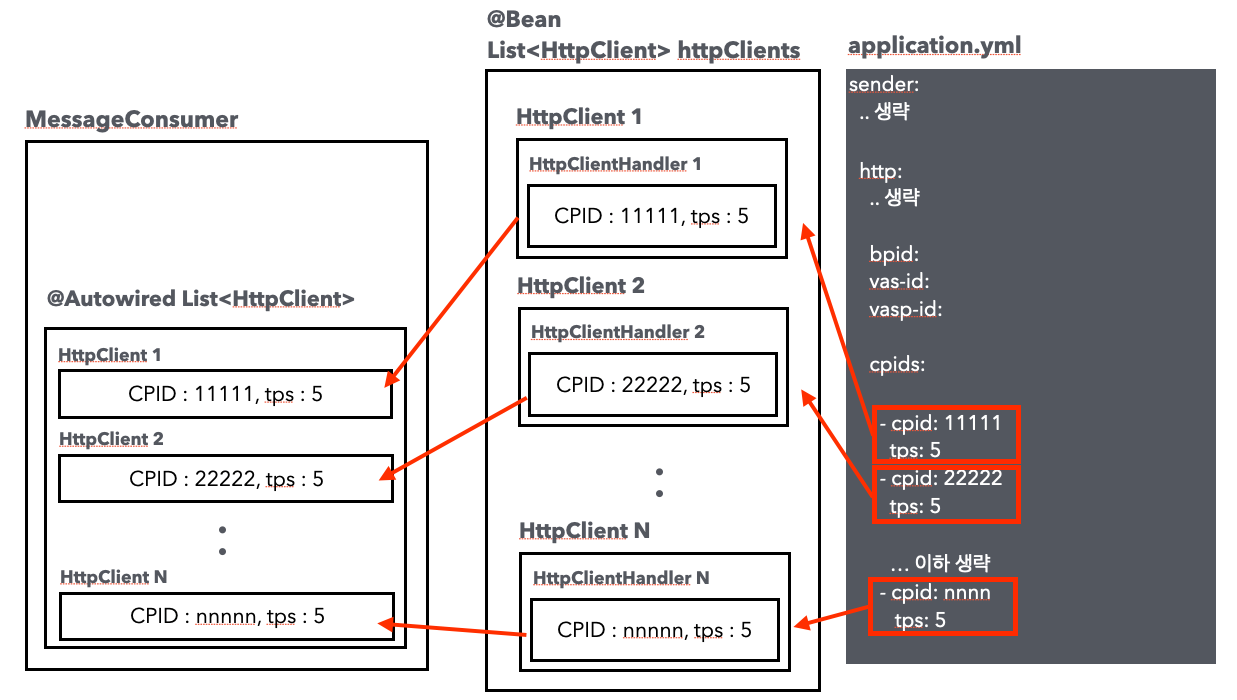 MessageConsumer
@Autowired List<HttpClient>
HttpClient 1
CPID : 11111, tps : 5
HttpClient 2
CPID : 22222, tps : 5
HttpClient N
CPID : nnnnn, tps : 5
@Bean
List<HttpClient> httpClients
HttpClient 1
HttpClientHandler 1
CPID : 11111, tps : 5
HttpClient 2
HttpClientHandler 2
CPID : 22222, tps : 5
HttpClient N
HttpClientHandler N
CPID : nnnnn, tps : 5
application.yml
sender:
.. 생략
http:
.. 생략
bpid:
vas-id:
vasp-id:
cpids:
- cpid: 11111
tps: 5
- cpid: 22222
tps: 5
... 이하 생략
- cpid: nnnn
tps: 5